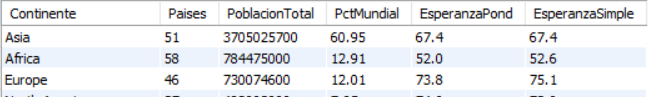 Continente Paises PoblacionTotal PctMundial EsperanzaPond EsperanzaSimple
Asia 51 3705025700 60.95 67.4 67.4
Africa 58 784475000 12.91 52.0 52.6
Europe 46 730074600 12.01 73.8 75.1